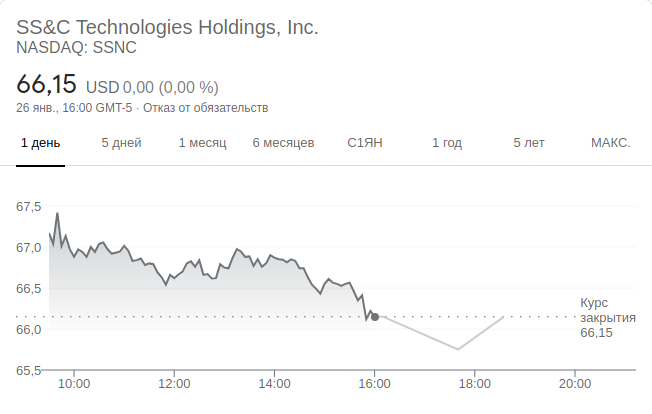 SS&C Technologies Holdings, Inc.
NASDAQ: SSNC
66,15 USD 0,00 (0,00 %)
26 янв., 16:00 GMT-5 · Отказ от обязательств
1 день 5 дней 1 месяц 6 месяцев С1ЯН 1 год 5 лет МАКС.
67,5
67,0
66,5
66,0
65,5
Курс
закрытия
66,15
10:00 12:00 14:00 16:00 18:00 20:00